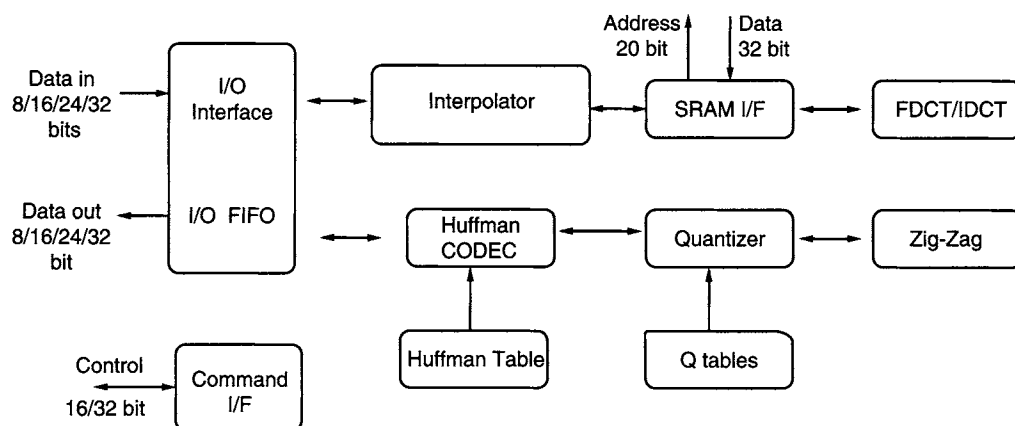 Address
20 bit
Data
32 bit
Data in
8/16/24/32
bits
I/O
Interface
Interpolator
SRAM I/F
FDCT/IDCT
Data out
8/16/24/32
bit
I/O FIFO
Huffman
CODEC
Quantizer
Zig-Zag
Huffman Table
Q tables
Control
16/32 bit
Command
I/F